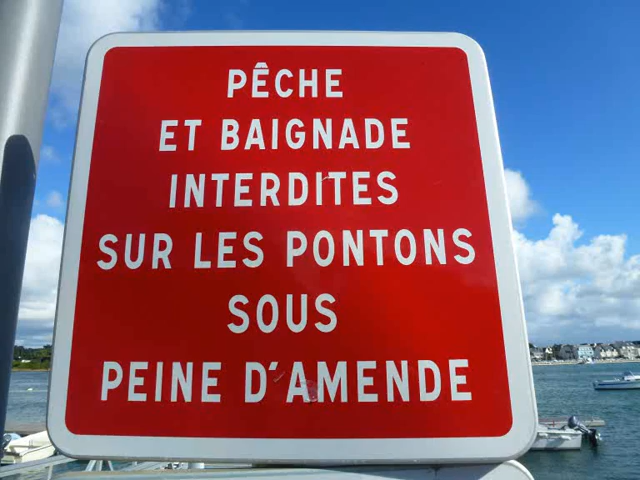 PÊCHE
ET BAIGNADE
INTERDITES
SUR LES PONTONS
SOUS
PEINE D'AMENDE